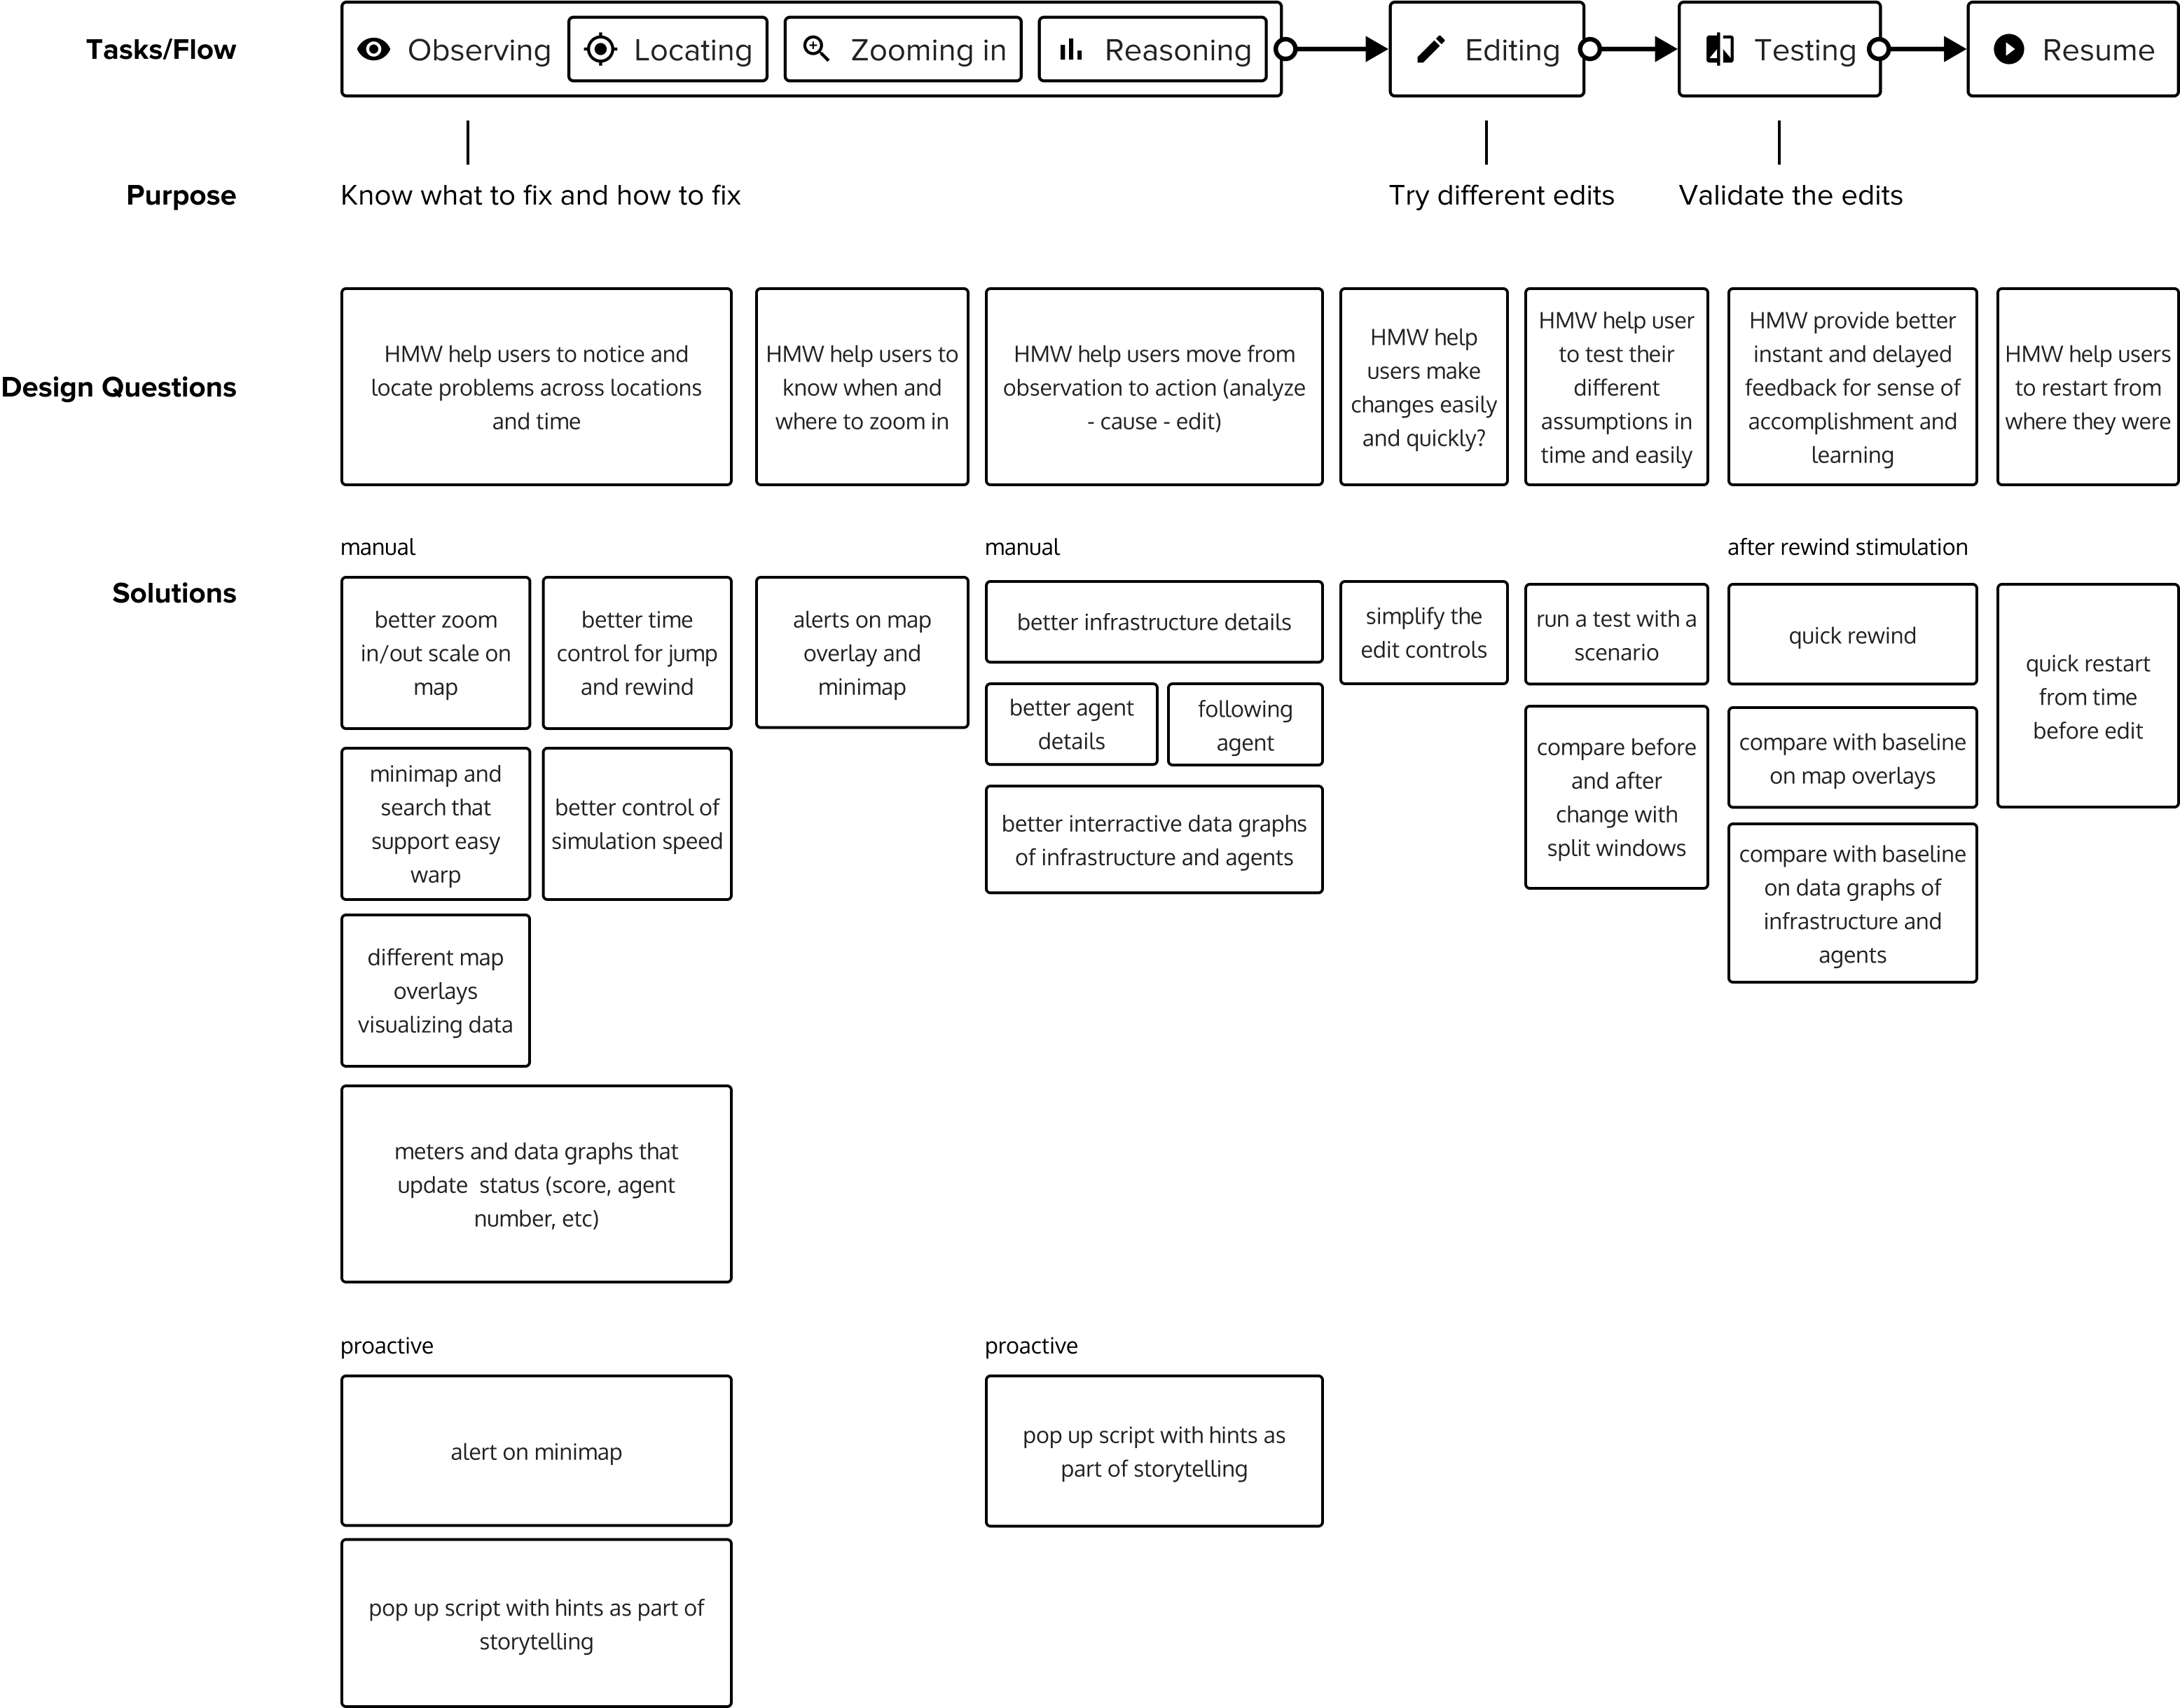 Tasks/Flow
Observing
Locating
Zooming in
Reasoning
Editing
Testing
Resume
Purpose
Know what to fix and how to fix
Try different edits
Validate the edits
Design Questions
HMW help users to notice and
locate problems across locations
and time
HMW help users to
know when and
where to zoom in
HMW help users move from
observation to action (analyze
- cause - edit)
HMW help
users make
changes easily
and quickly?
HMW help user
to test their
different
assumptions in
time and easily
HMW provide better
instant and delayed
feedback for sense of
accomplishment and
learning
HMW help users
to restart from
where they were
Solutions
manual
better zoom
in/out scale on
map
better time
control for jump
and rewind
minimap and
search that
support easy
warp
better control of
simulation speed
different map
overlays
visualizing data
meters and data graphs that
update  status (score, agent
number, etc)
proactive
alert on minimap
pop up script with hints as part of
storytelling
alerts on map
overlay and
minimap
manual
better infrastructure details
better agent
details
following
agent
better interractive data graphs
of infrastructure and agents
proactive
pop up script with hints as
part of storytelling
simplify the
edit controls
run a test with a
scenario
compare before
and after
change with
split windows
after rewind stimulation
quick rewind
compare with baseline
on map overlays
compare with baseline
on data graphs of
infrastructure and
agents
quick restart
from time
before edit